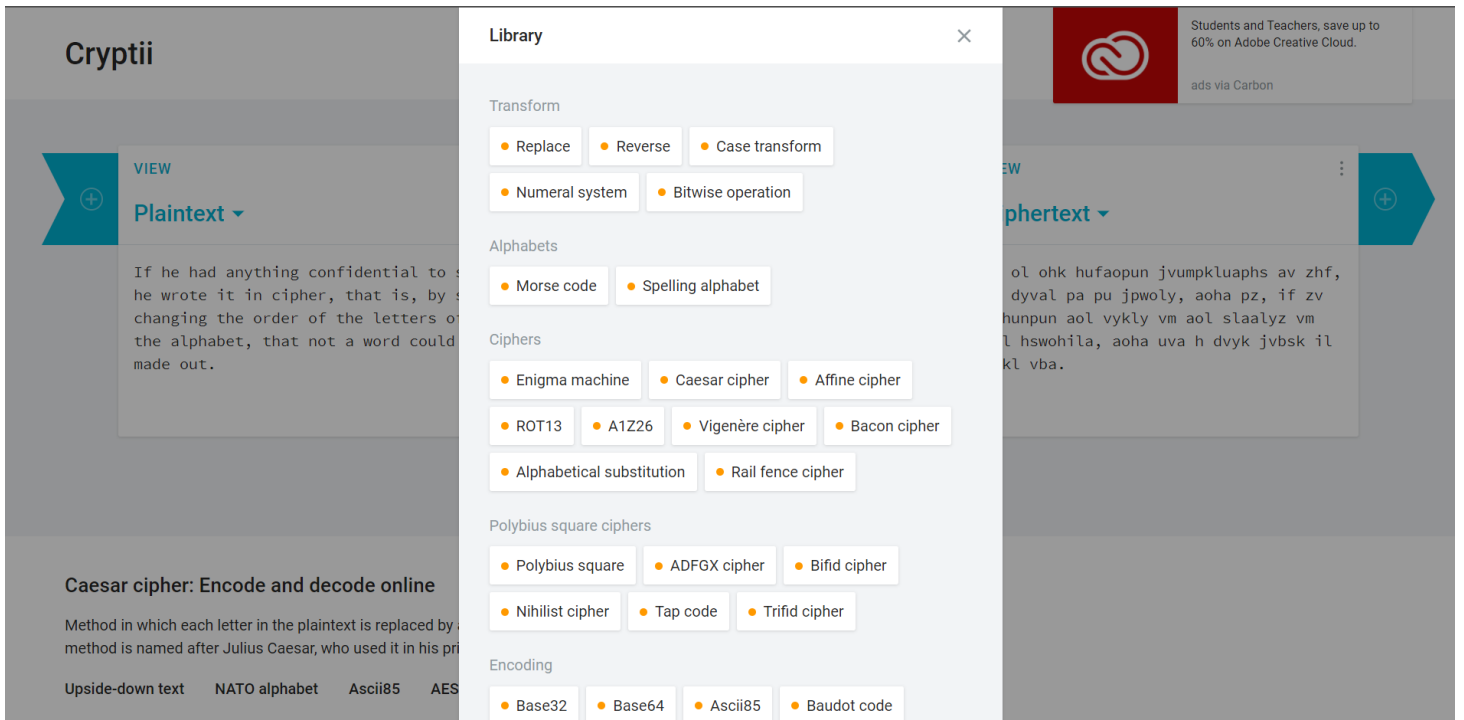 Cryptii
Library
Students and Teachers, save up to
60% on Adobe Creative Cloud.
ads via Carbon
VIEW
Plaintext
If he had anything confidential to
he wrote it in cipher, that is, by
changing the order of the letters
the alphabet, that not a word could
made out.
Transform
Replace Reverse Case transform
Numeral system Bitwise operation
Alphabets
Morse code Spelling alphabet
Ciphers
Enigma machine Caesar cipher Affine cipher
ROT13 A1Z26 Vigenère cipher Bacon cipher
Alphabetical substitution Rail fence cipher
Polybius square ciphers
Polybius square ADFGX cipher Bifid cipher
Nihilist cipher Tap code Trifid cipher
Encoding
Base32 Base64 Ascii85 Baudot code
EW
phertext
ol ohk hufaopun jvumpkluaphs av zhf,
dyval pa pu jpwoly, aoha pz, if zv
hunpun aol vykly vm aol slaalyz vm
l hswohila, aoha uva h dvyk jvbsk il
kl vba.
Caesar cipher: Encode and decode online
Method in which each letter in the plaintext is replaced by
method is named after Julius Caesar, who used it in his
Upside-down text NATO alphabet Ascii85 AES